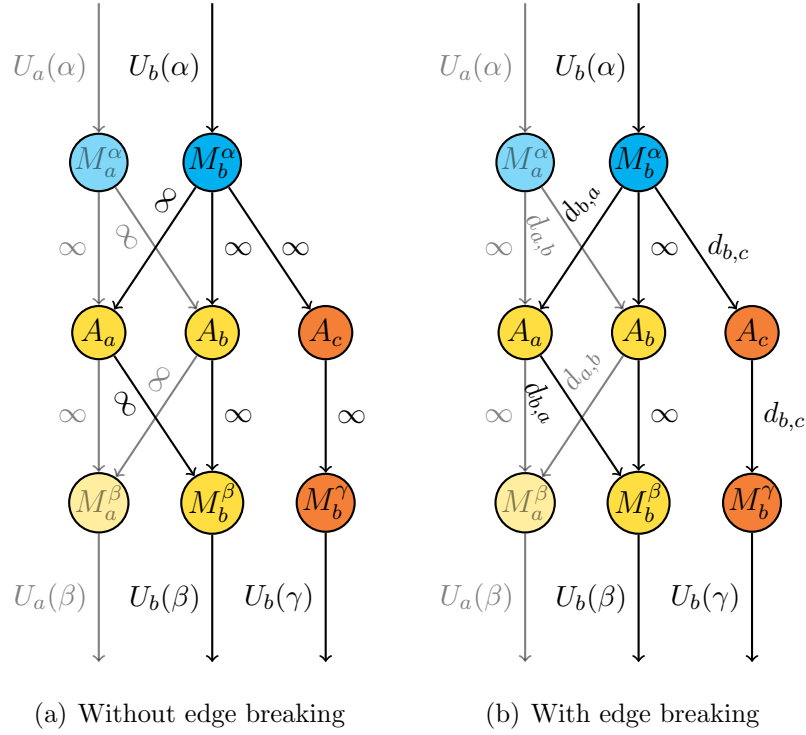 U_a(α) U_b(α) U_a(α) U_b(α)
M_a^α M_b^α M_a^α M_b^α
∞ ∞ ∞ ∞ ∞ ∞ d_{a,b} d_{b,a} ∞ d_{b,c}
A_a A_b A_c A_a A_b A_c
∞ ∞ ∞ ∞ ∞ ∞ d_{b,a} d_{a,b} ∞ d_{b,c}
M_a^β M_b^β M_b^γ M_a^β M_b^β M_b^γ
U_a(β) U_b(β) U_b(γ) U_a(β) U_b(β) U_b(γ)
(a) Without edge breaking (b) With edge breaking